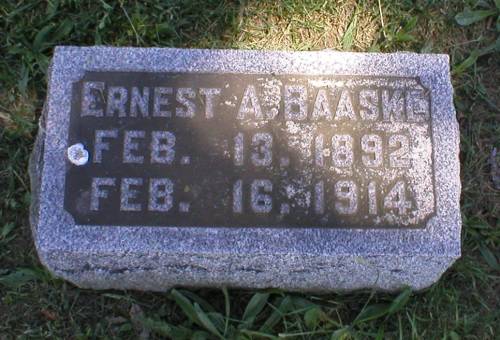 ERNEST A. BAASKE
FEB. 13, 1892
FEB. 16, 1914